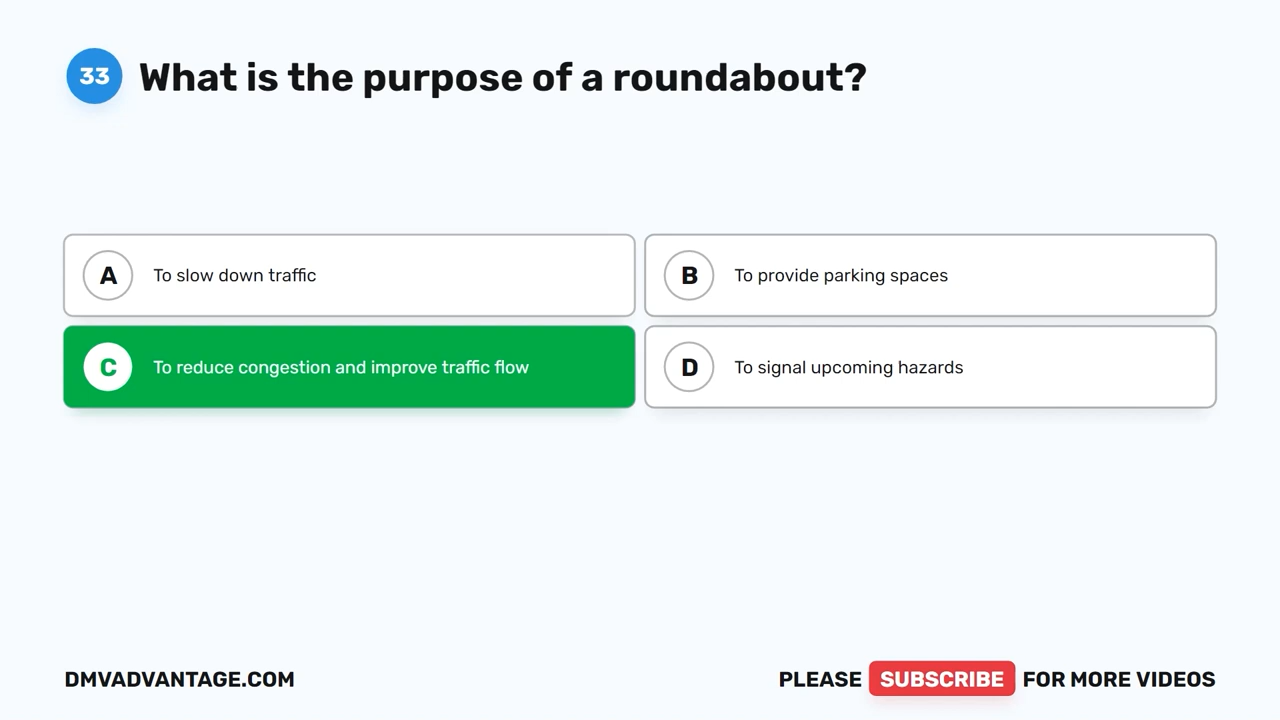 33 What is the purpose of a roundabout?
A To slow down traffic
B To provide parking spaces
C To reduce congestion and improve traffic flow
D To signal upcoming hazards
DMVADVANTAGE.COM
PLEASE SUBSCRIBE FOR MORE VIDEOS